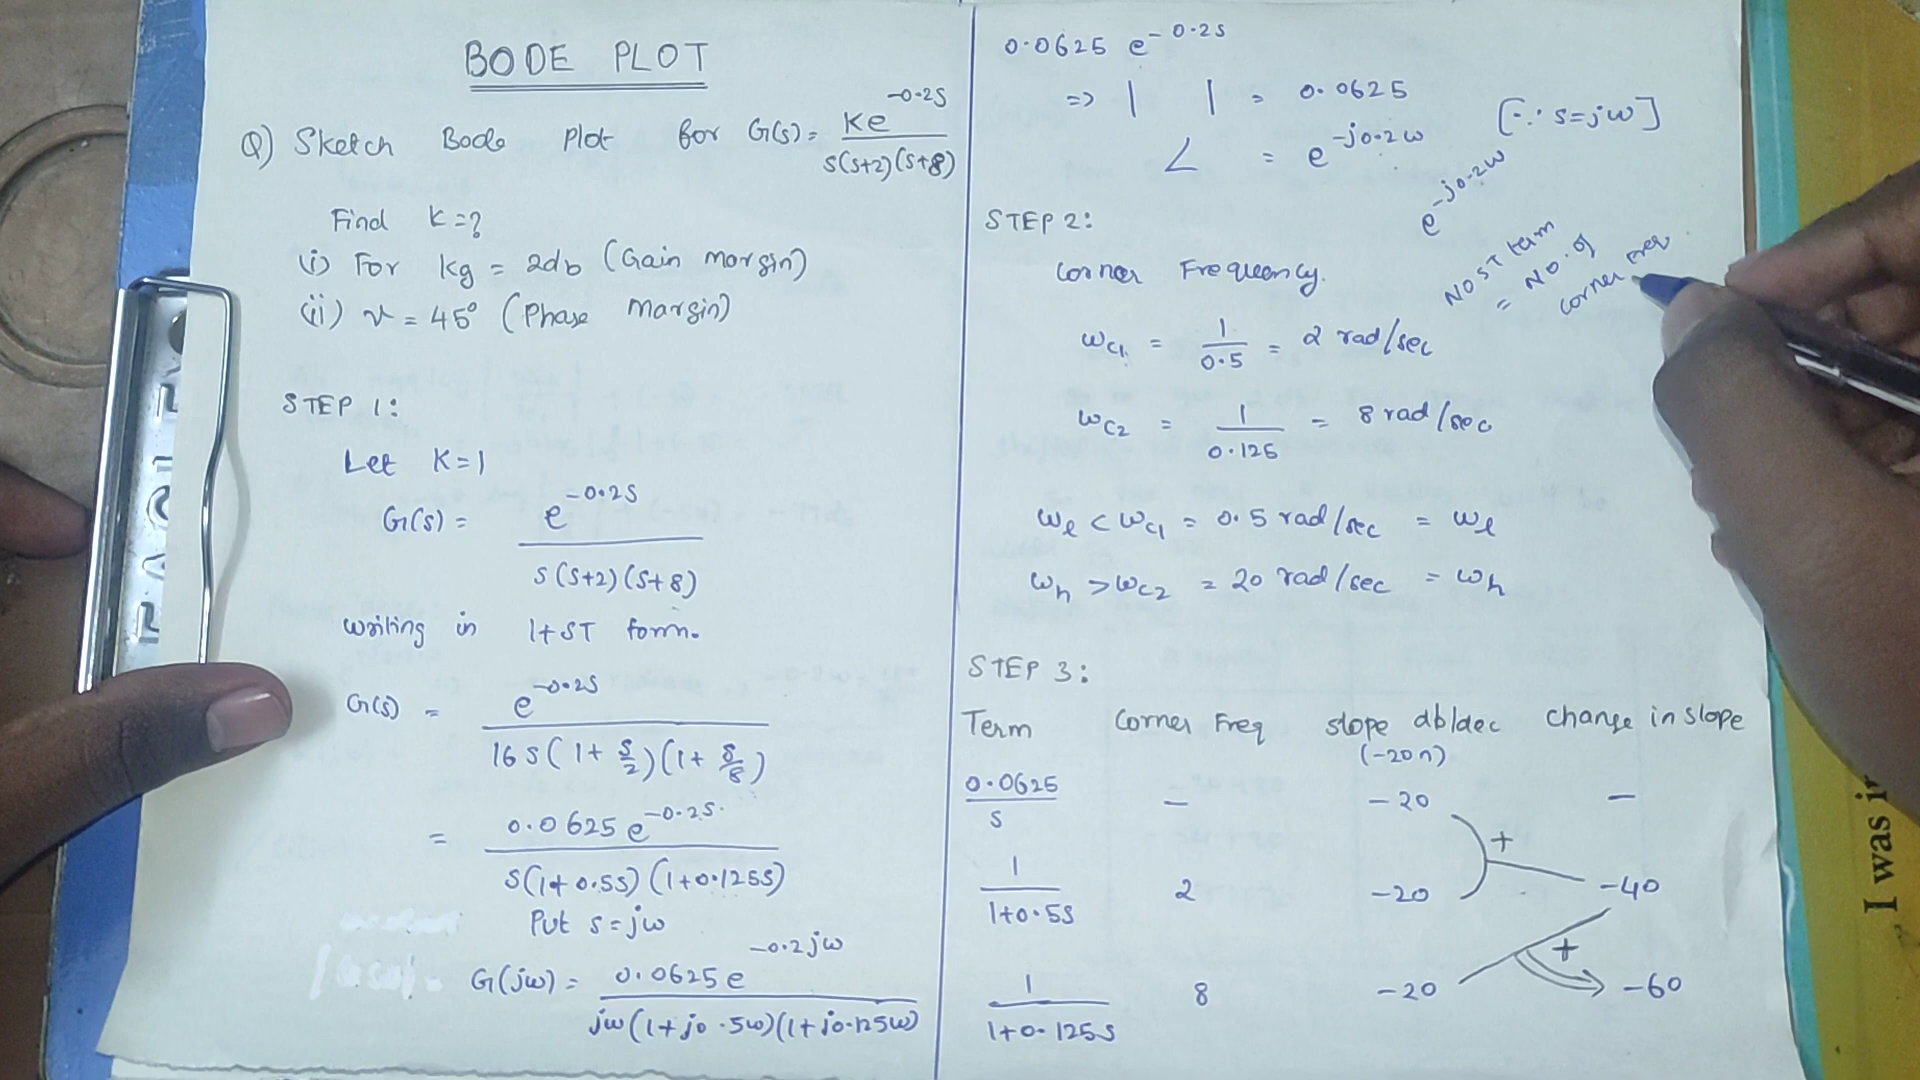 BODE PLOT
Q) Sketch Bode Plot for G(s) = Ke^-0.2S / S(S+2)(S+8)
Find K=?
(i) For Kg = 2db (Gain Margin)
(ii) γ = 45° (Phase Margin)
STEP 1:
Let K=1
G(s) = e^-0.2S / S(S+2)(S+8)
Writing in 1+ST form.
G(s) = e^-0.2S / 16 S(1+ S/2)(1+ S/8)
= 0.0625 e^-0.2S. / S(1+0.5S)(1+0.125S)
Put s=jω
G(jω) = 0.0625 e^-0.2jω / jω(1+j0.5ω)(1+j0.125ω)
0.0625 e^-0.2S
=> | | = 0.0625
∠ = e^-j0.2ω [∵ s=jω]
e^-j0.2ω
STEP 2:
Corner Frequency.
No ST term
= No. of
corner
ωc1 = 1/0.5 = 2 rad/sec
ωc2 = 1/0.125 = 8 rad/sec
ωl < ωc1 = 0.5 rad/sec = ωl
ωh > ωc2 = 20 rad/sec = ωh
STEP 3:
Term Corner Freq slope db/dec change in slope
(-20n)
0.0625/S — -20 —
+
1/1+0.5S 2 -20 -40
+
1/1+0.125S 8 -20 -60
I was